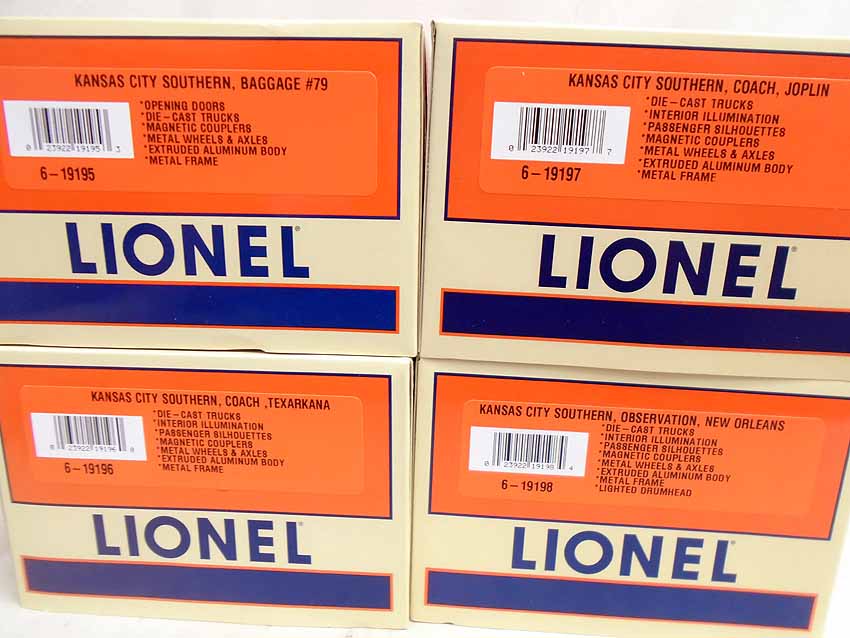 KANSAS CITY SOUTHERN, BAGGAGE #79
*OPENING DOORS
*DIE-CAST TRUCKS
*MAGNETIC COUPLERS
*METAL WHEELS & AXLES
*EXTRUDED ALUMINUM BODY
*METAL FRAME
0 23922 19195 3
6-19195
LIONEL®
KANSAS CITY SOUTHERN, COACH, JOPLIN
*DIE-CAST TRUCKS
*INTERIOR ILLUMINATION
*PASSENGER SILHOUETTES
*MAGNETIC COUPLERS
*METAL WHEELS & AXLES
*EXTRUDED ALUMINUM BODY
*METAL FRAME
0 23922 19197 7
6-19197
LIONEL®
KANSAS CITY SOUTHERN, COACH ,TEXARKANA
*DIE-CAST TRUCKS
*INTERIOR ILLUMINATION
*PASSENGER SILHOUETTES
*MAGNETIC COUPLERS
*METAL WHEELS & AXLES
*EXTRUDED ALUMINUM BODY
*METAL FRAME
0 23922 19196 0
6-19196
LIONEL®
KANSAS CITY SOUTHERN, OBSERVATION, NEW ORLEANS
*DIE-CAST TRUCKS
*INTERIOR ILLUMINATION
*PASSENGER SILHOUETTES
*MAGNETIC COUPLERS
*METAL WHEELS & AXLES
*EXTRUDED ALUMINUM BODY
*METAL FRAME
*LIGHTED DRUMHEAD
0 23922 19198 4
6-19198
LIONEL®